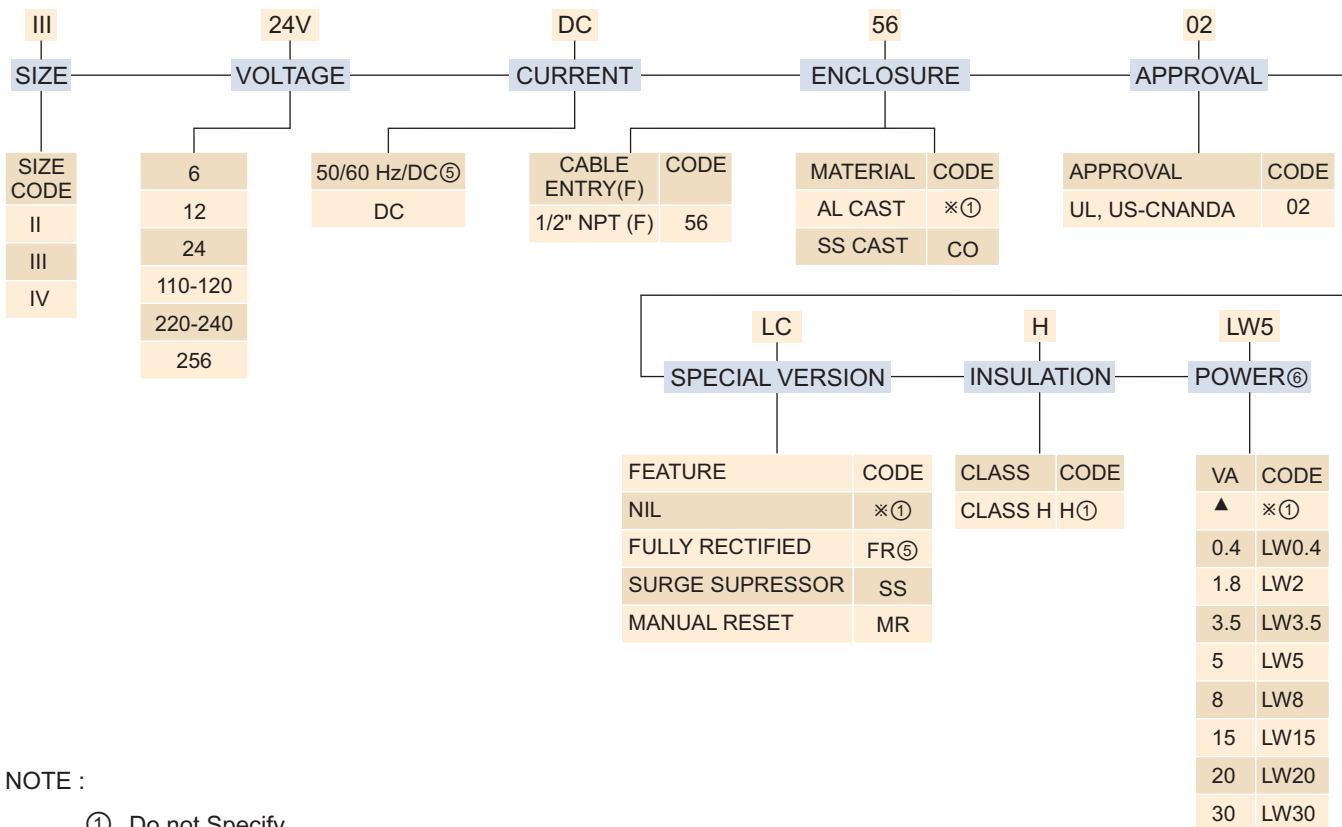 III 24V DC 56 02
SIZE VOLTAGE CURRENT ENCLOSURE APPROVAL
SIZE CODE
II
III
IV
6
12
24
110-120
220-240
256
50/60 Hz/DC⑤
DC
CABLE ENTRY(F) CODE
1/2" NPT (F) 56
MATERIAL CODE
AL CAST ※①
SS CAST CO
APPROVAL CODE
UL, US-CNANDA 02
LC H LW5
SPECIAL VERSION INSULATION POWER⑥
FEATURE CODE
NIL ※①
FULLY RECTIFIED FR⑤
SURGE SUPRESSOR SS
MANUAL RESET MR
CLASS CODE
CLASS H H①
VA CODE
▲ ※①
0.4 LW0.4
1.8 LW2
3.5 LW3.5
5 LW5
8 LW8
15 LW15
20 LW20
30 LW30
NOTE :
① Do not Specify